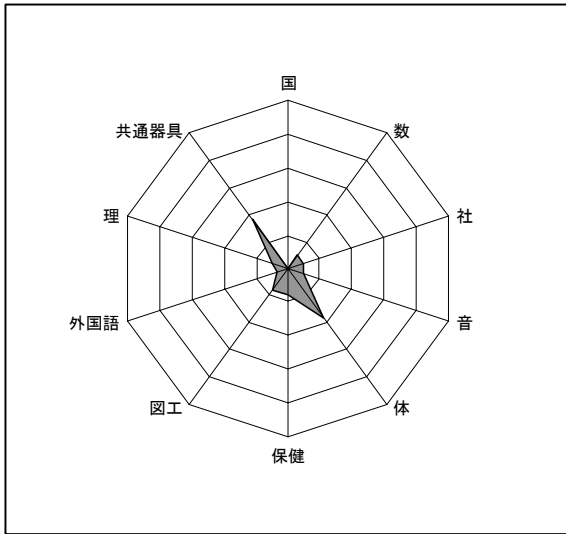 国
数
社
音
体
保健
図工
外国語
理
共通器具